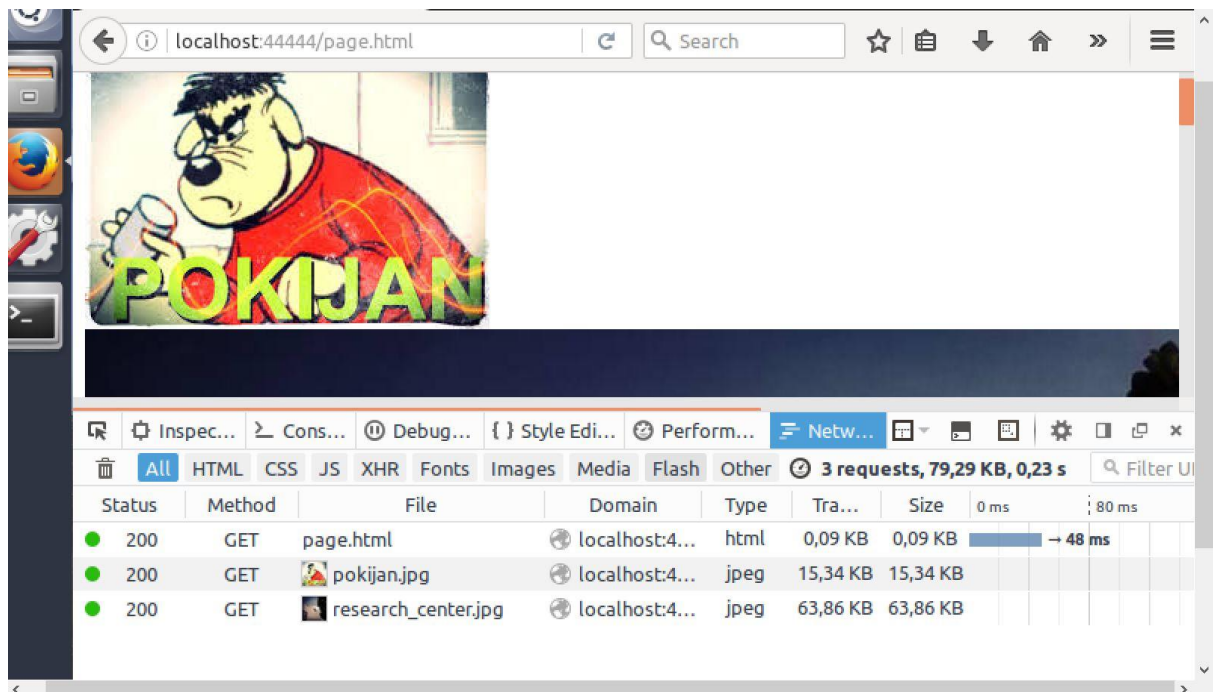 localhost:44444/page.html
Search
POKIJAN
Inspec... Cons... Debug... { } Style Edi... Perfo​rm... Netw...
All HTML CSS JS XHR Fonts Images Media Flash Other 3 requests, 79,29 KB, 0,23 s Filter U
Status Method File Domain Type Tra... Size 0 ms 80 ms
200 GET page.html localhost:4... html 0,09 KB 0,09 KB → 48 ms
200 GET pokijan.jpg localhost:4... jpeg 15,34 KB 15,34 KB
200 GET research_center.jpg localhost:4... jpeg 63,86 KB 63,86 KB